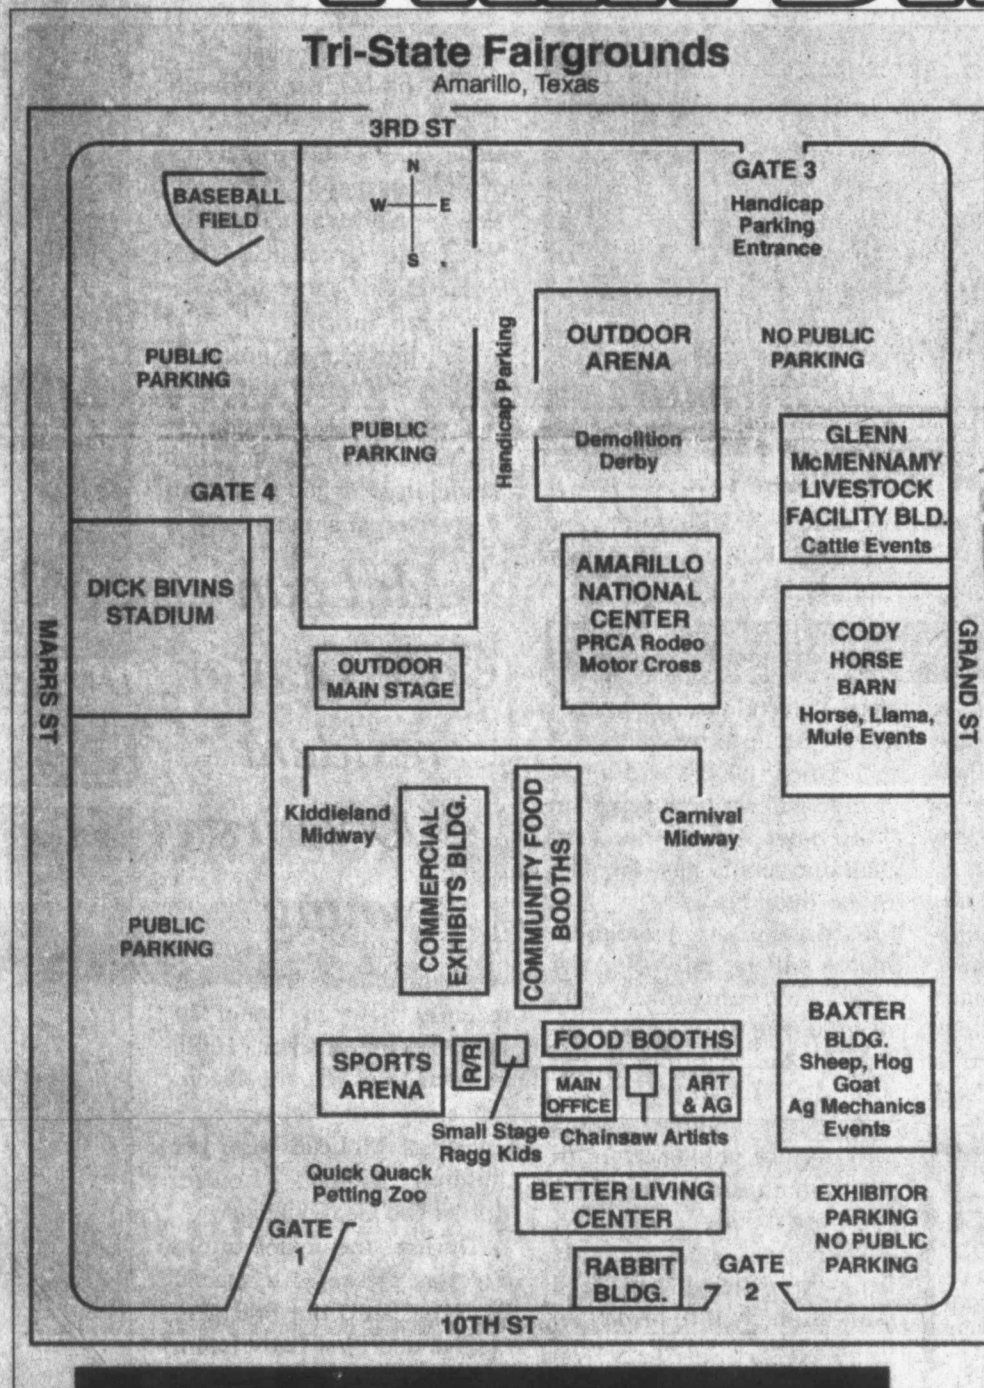 Tri-State Fairgrounds
Amarillo, Texas
3RD ST
N
W E
S
GATE 3
Handicap
Parking
Entrance
BASEBALL
FIELD
PUBLIC
PARKING
PUBLIC
PARKING
Handicap Parking
OUTDOOR
ARENA
Demolition
Derby
NO PUBLIC
PARKING
GLENN
McMENNAMY
LIVESTOCK
FACILITY BLD.
Cattle Events
GATE 4
DICK BIVINS
STADIUM
MARRS ST
OUTDOOR
MAIN STAGE
AMARILLO
NATIONAL
CENTER
PRCA Rodeo
Motor Cross
CODY
HORSE
BARN
Horse, Llama,
Mule Events
GRAND ST
Kiddieland
Midway
COMMERCIAL
EXHIBITS BLDG.
COMMUNITY FOOD
BOOTHS
Carnival
Midway
PUBLIC
PARKING
SPORTS
ARENA
R/R
Small Stage
Ragg Kids
FOOD BOOTHS
MAIN
OFFICE
ART
& AG
Chainsaw Artists
BAXTER
BLDG.
Sheep, Hog
Goat
Ag Mechanics
Events
Quick Quack
Petting Zoo
BETTER LIVING
CENTER
EXHIBITOR
PARKING
NO PUBLIC
PARKING
GATE
1
RABBIT
BLDG.
GATE
2
10TH ST